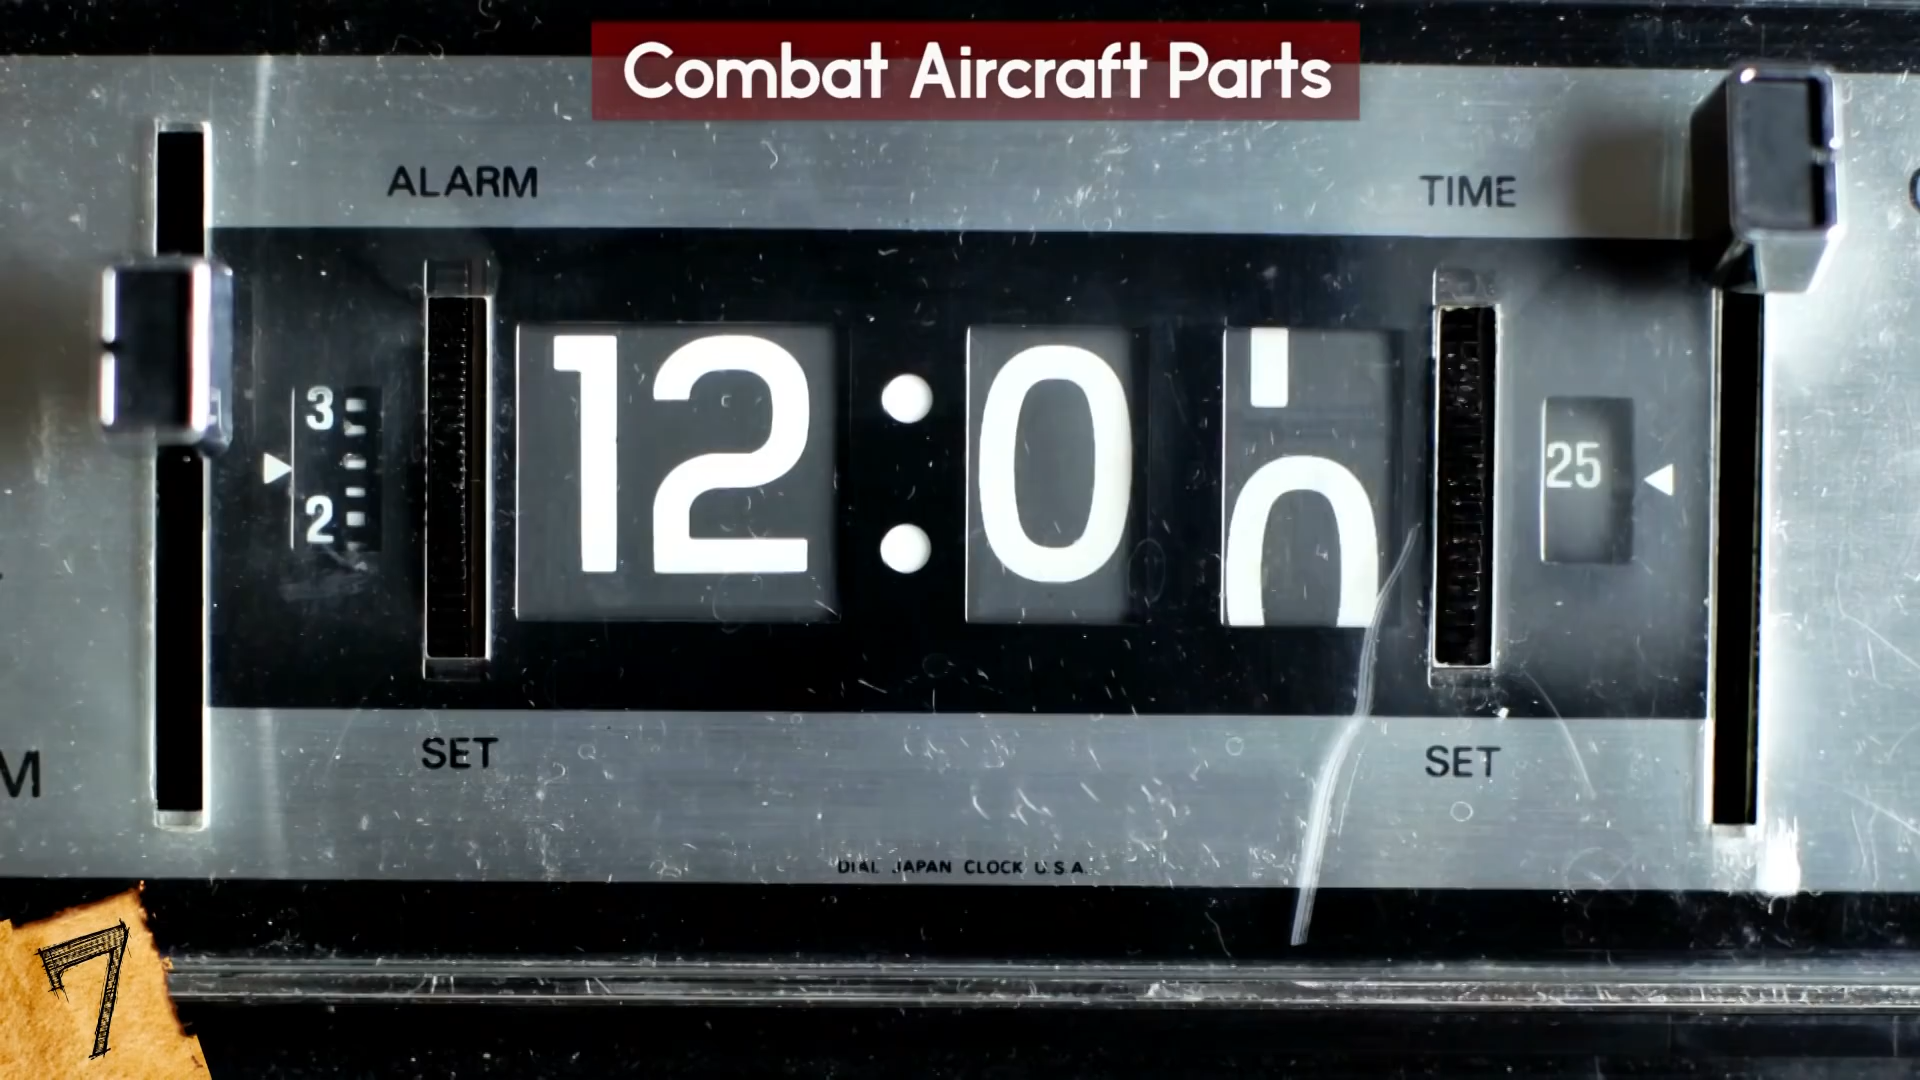 Combat Aircraft Parts
ALARM
TIME
3
2
12:00
25
SET
SET
M
DIAL JAPAN CLOCK U.S.A.
7